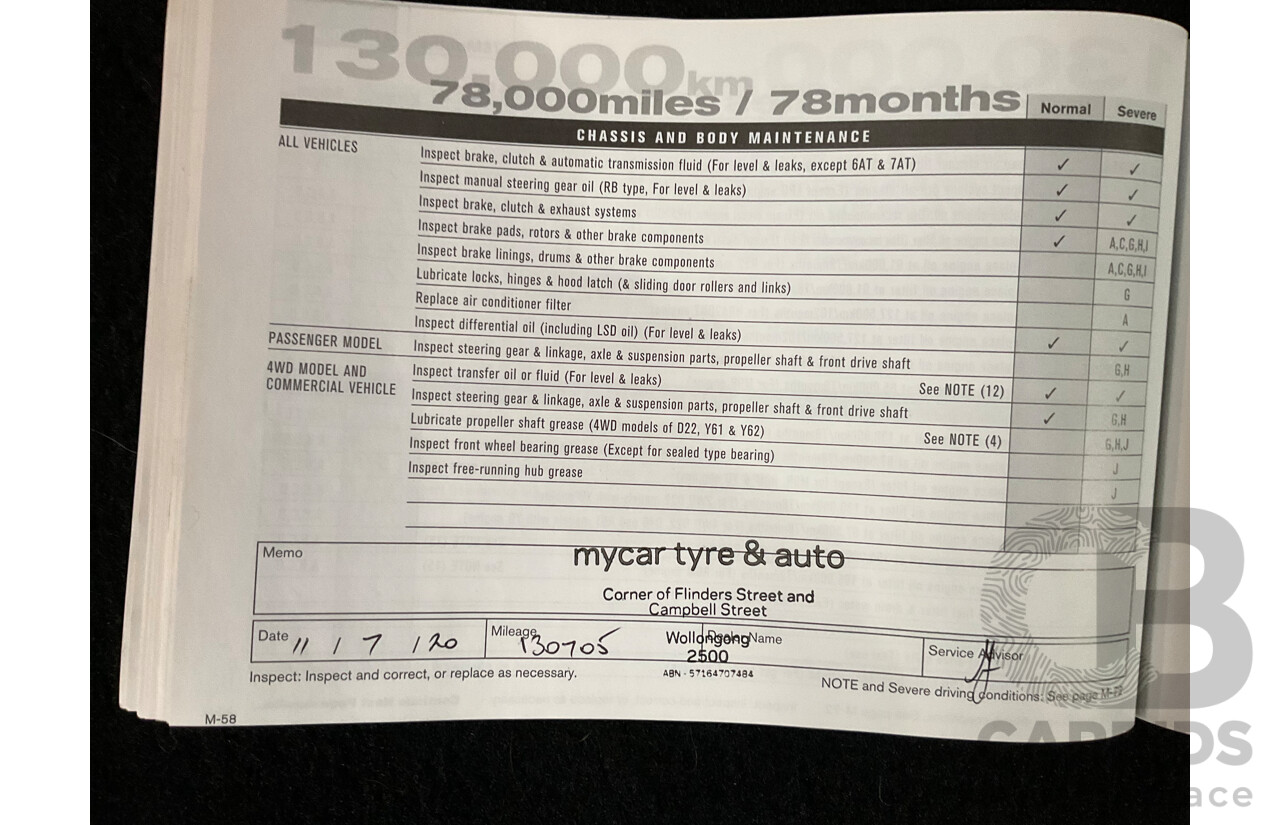 130,000km
78,000miles / 78months
Normal Severe
CHASSIS AND BODY MAINTENANCE
ALL VEHICLES
Inspect brake, clutch & automatic transmission fluid (For level & leaks, except 6AT & 7AT) ✓ ✓
Inspect manual steering gear oil (RB type, For level & leaks) ✓ ✓
Inspect brake, clutch & exhaust systems ✓ ✓
Inspect brake pads, rotors & other brake components ✓ A,C,G,H,I
Inspect brake linings, drums & other brake components A,C,G,H,I
Lubricate locks, hinges & hood latch (& sliding door rollers and links) G
Replace air conditioner filter A
Inspect differential oil (including LSD oil) (For level & leaks) ✓ ✓
PASSENGER MODEL
Inspect steering gear & linkage, axle & suspension parts, propeller shaft & front drive shaft G,H
4WD MODEL AND
COMMERCIAL VEHICLE
Inspect transfer oil or fluid (For level & leaks) See NOTE (12) ✓ ✓
Inspect steering gear & linkage, axle & suspension parts, propeller shaft & front drive shaft ✓ G,H
Lubricate propeller shaft grease (4WD models of D22, Y61 & Y62) See NOTE (4) G,H,J
Inspect front wheel bearing grease (Except for sealed type bearing) J
Inspect free-running hub grease J
Memo
mycar tyre & auto
Corner of Flinders Street and
Campbell Street
Wollongong
2500
ABN - 57164707484
Date 11 / 7 / 20
Mileage 130705
Name
Service Advisor
Inspect: Inspect and correct, or replace as necessary.
NOTE and Severe driving conditions: See page
M-58